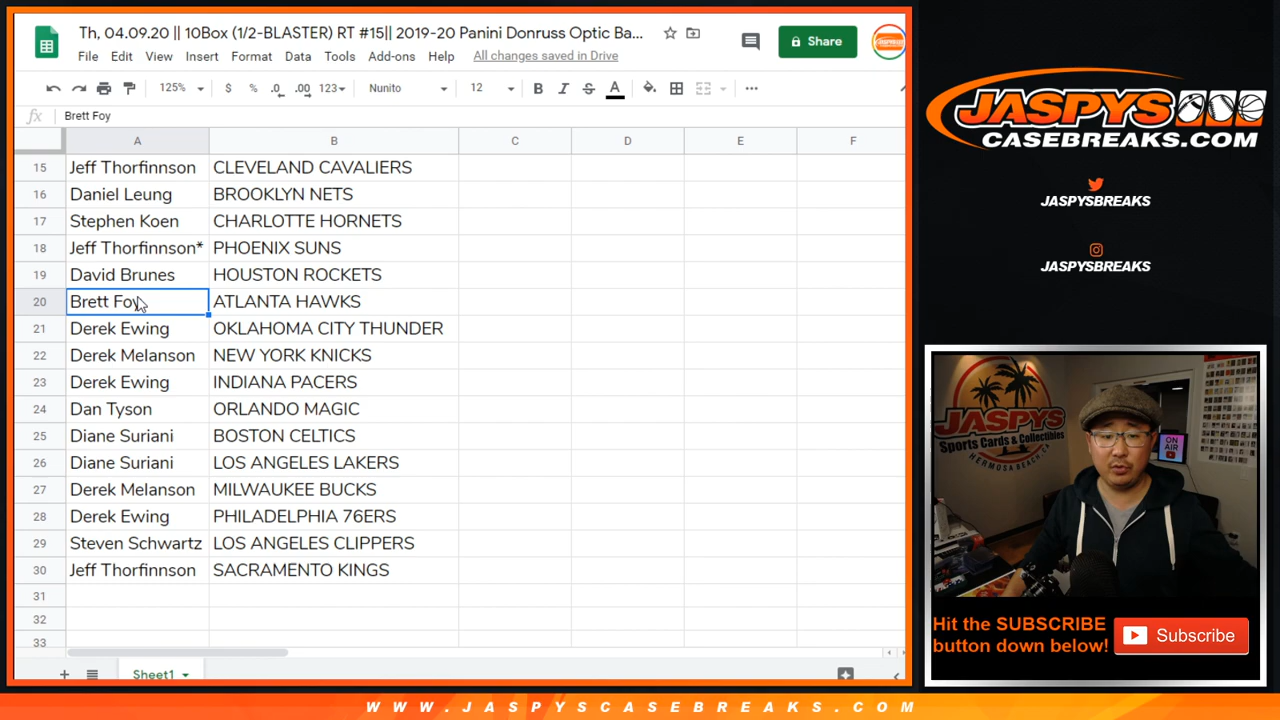 Th, 04.09.20 || 10Box (1/2-BLASTER) RT #15|| 2019-20 Panini Donruss Optic Ba...
File Edit View Insert Format Data Tools Add-ons Help All changes saved in Drive
Share
125% $ % .0 .00 123 Nunito 12 B I S A
fx Brett Foy
A B C D E F
15 Jeff Thorfinnson CLEVELAND CAVALIERS
16 Daniel Leung BROOKLYN NETS
17 Stephen Koen CHARLOTTE HORNETS
18 Jeff Thorfinnson* PHOENIX SUNS
19 David Brunes HOUSTON ROCKETS
20 Brett Foy ATLANTA HAWKS
21 Derek Ewing OKLAHOMA CITY THUNDER
22 Derek Melanson NEW YORK KNICKS
23 Derek Ewing INDIANA PACERS
24 Dan Tyson ORLANDO MAGIC
25 Diane Suriani BOSTON CELTICS
26 Diane Suriani LOS ANGELES LAKERS
27 Derek Melanson MILWAUKEE BUCKS
28 Derek Ewing PHILADELPHIA 76ERS
29 Steven Schwartz LOS ANGELES CLIPPERS
30 Jeff Thorfinnson SACRAMENTO KINGS
31
32
33
Sheet1
JASPYS
CASEBREAKS.COM
JASPYSBREAKS
JASPYSBREAKS
JASPYS
Sports Cards & Collectibles
HERMOSA BEACH, CA
ON AIR
Hit the SUBSCRIBE
button down below!
Subscribe
WWW.JASPYSCASEBREAKS.COM